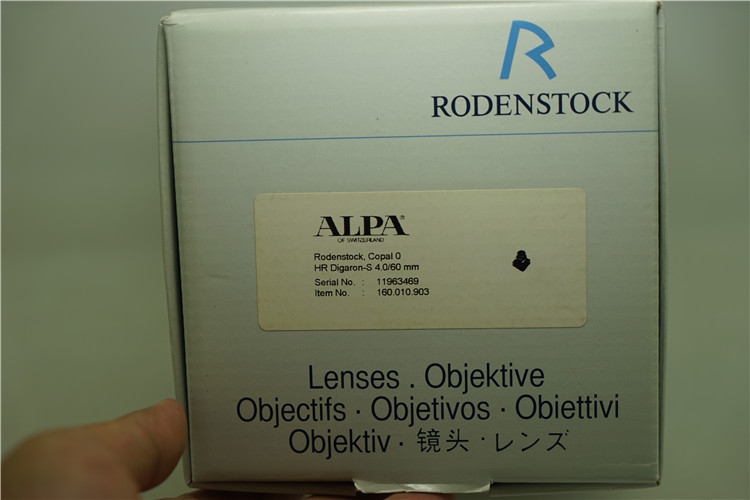 R
RODENSTOCK
ALPA®
OF SWITZERLAND
Rodenstock, Copal 0
HR Digaron-S 4.0/60 mm
Serial No. : 11963469
Item No. : 160.010.903
Lenses . Objektive
Objectifs · Objetivos · Obiettivi
Objektiv · 镜头 · レンズ